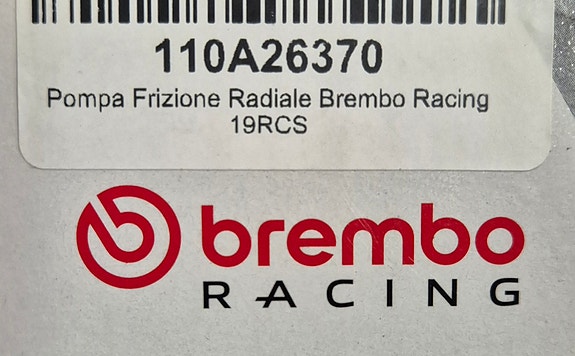 110A26370
Pompa Frizione Radiale Brembo Racing
19RCS
brembo
RACING